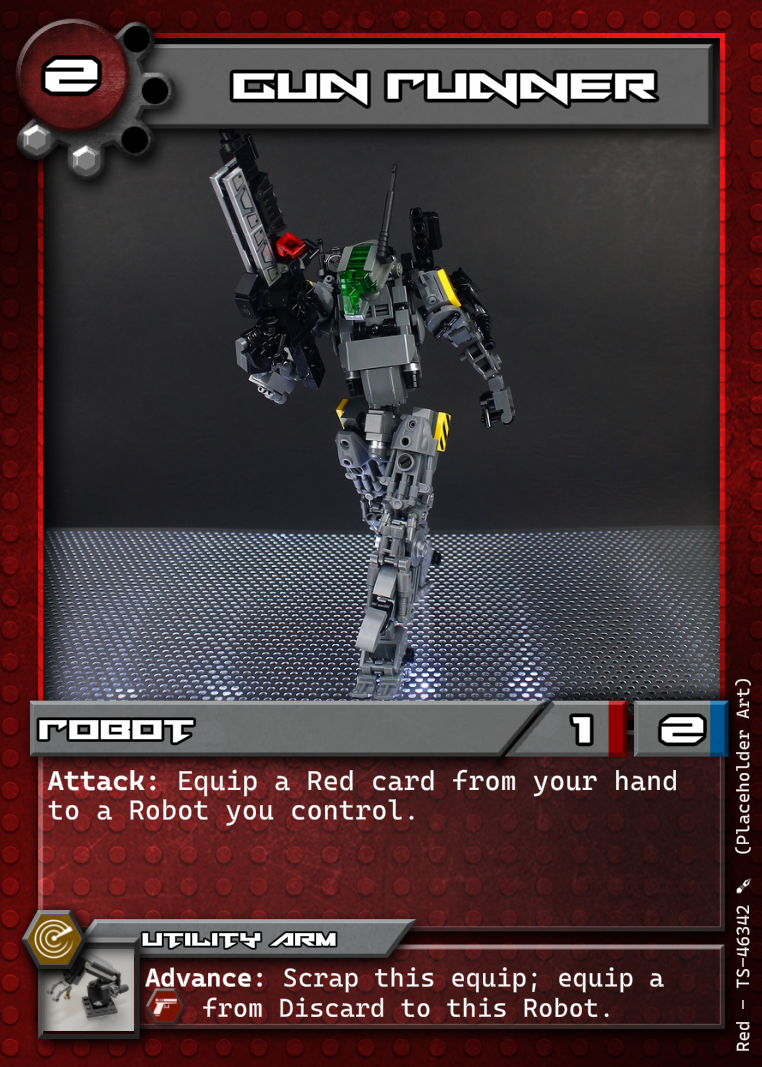 2
GUN RUNNER
ROBOT
1
2
Attack: Equip a Red card from your hand
to a Robot you control.
UTILITY ARM
Advance: Scrap this equip; equip a
from Discard to this Robot.
Red – TS-46342 (Placeholder Art)